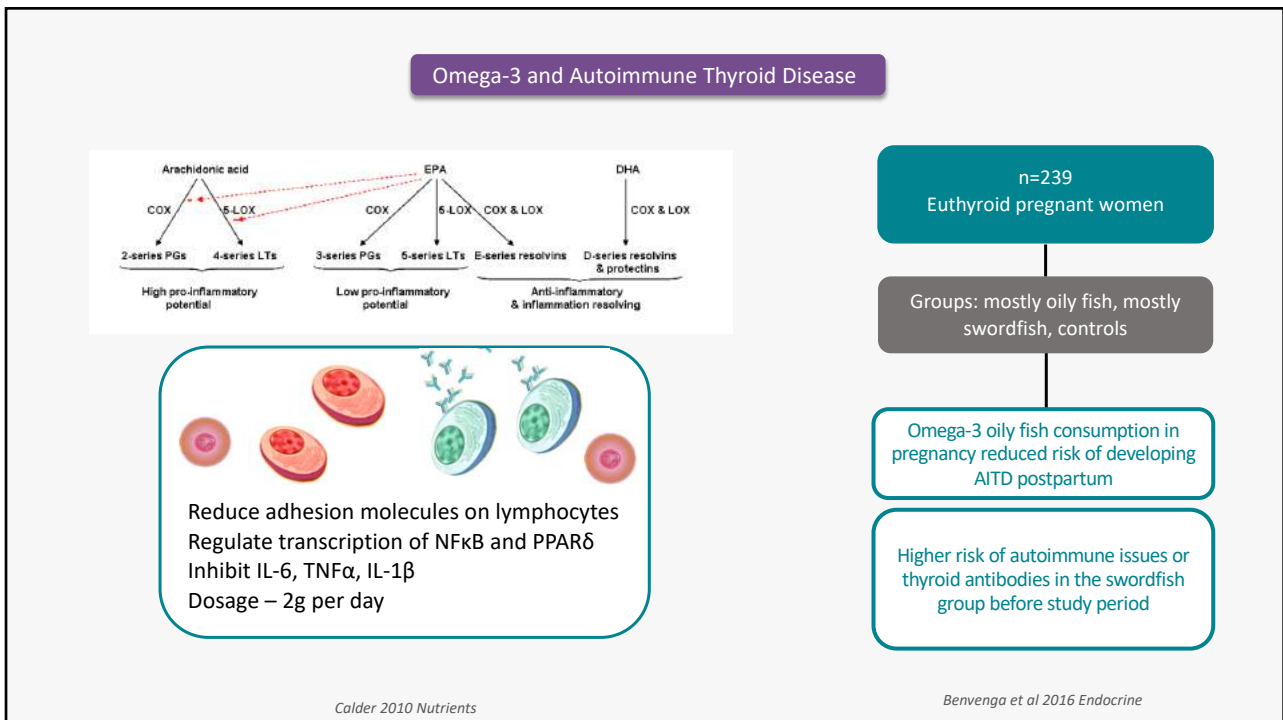 Omega-3 and Autoimmune Thyroid Disease
Arachidonic acid
EPA
DHA
COX
5-LOX
COX
5-LOX
COX & LOX
COX & LOX
2-series PGs
4-series LTs
3-series PGs
5-series LTs
E-series resolvins
D-series resolvins
& protectins
High pro-inflammatory
potential
Low pro-inflammatory
potential
Anti-inflammatory
& inflammation resolving
Reduce adhesion molecules on lymphocytes
Regulate transcription of NFκB and PPARδ
Inhibit IL-6, TNFα, IL-1β
Dosage – 2g per day
Calder 2010 Nutrients
n=239
Euthyroid pregnant women
Groups: mostly oily fish, mostly
swordfish, controls
Omega-3 oily fish consumption in
pregnancy reduced risk of developing
AITD postpartum
Higher risk of autoimmune issues or
thyroid antibodies in the swordfish
group before study period
Benvenga et al 2016 Endocrine